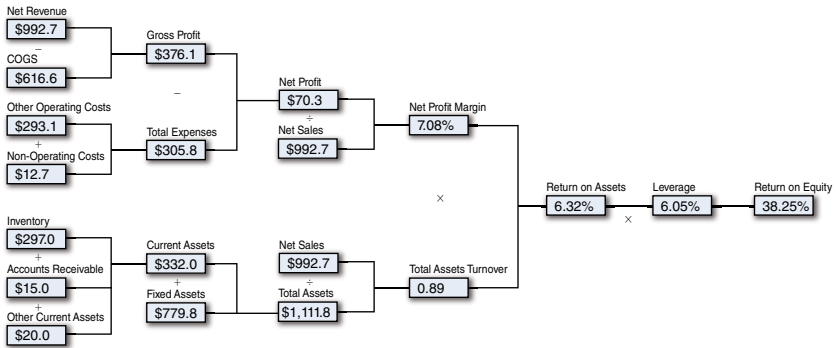 Net Revenue
$992.7
–
COGS
$616.6
Gross Profit
$376.1
–
Other Operating Costs
$293.1
+
Non-Operating Costs
$12.7
Total Expenses
$305.8
Net Profit
$70.3
÷
Net Sales
$992.7
Net Profit Margin
7.08%
×
Inventory
$297.0
+
Accounts Receivable
$15.0
+
Other Current Assets
$20.0
Current Assets
$332.0
+
Fixed Assets
$779.8
Net Sales
$992.7
÷
Total Assets
$1,111.8
Total Assets Turnover
0.89
Return on Assets
6.32%
×
Leverage
6.05%
Return on Equity
38.25%